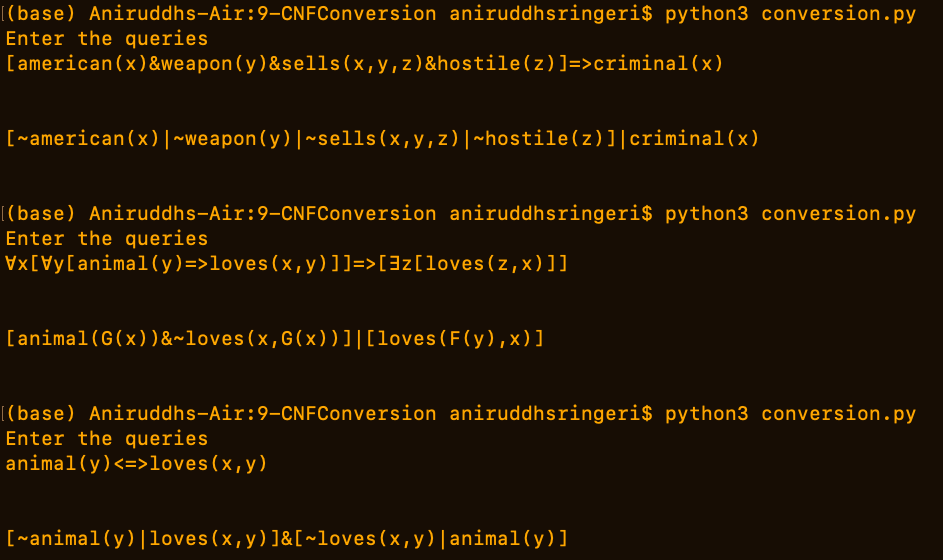 [(base) Aniruddhs-Air:9-CNFConversion aniruddhsringeri$ python3 conversion.py
Enter the queries
[american(x)&weapon(y)&sells(x,y,z)&hostile(z)]=>criminal(x)
[~american(x)|~weapon(y)|~sells(x,y,z)|~hostile(z)]|criminal(x)
[(base) Aniruddhs-Air:9-CNFConversion aniruddhsringeri$ python3 conversion.py
Enter the queries
∀x[∀y[animal(y)=>loves(x,y)]]=>[∃z[loves(z,x)]]
[animal(G(x))&~loves(x,G(x))]|[loves(F(y),x)]
[(base) Aniruddhs-Air:9-CNFConversion aniruddhsringeri$ python3 conversion.py
Enter the queries
animal(y)<=>loves(x,y)
[~animal(y)|loves(x,y)]&[~loves(x,y)|animal(y)]